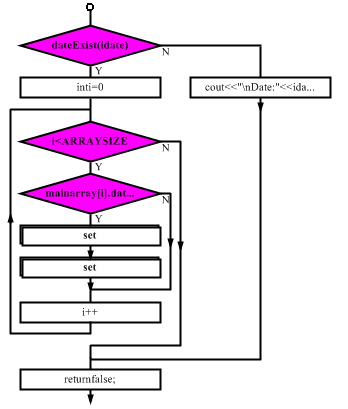 dateExist(idate)
N
Y
inti=0
cout<<"\nDate:"<<ida...
i<ARRAYSIZE
N
Y
mainarray[i].dat...
N
Y
set
set
i++
returnfalse;